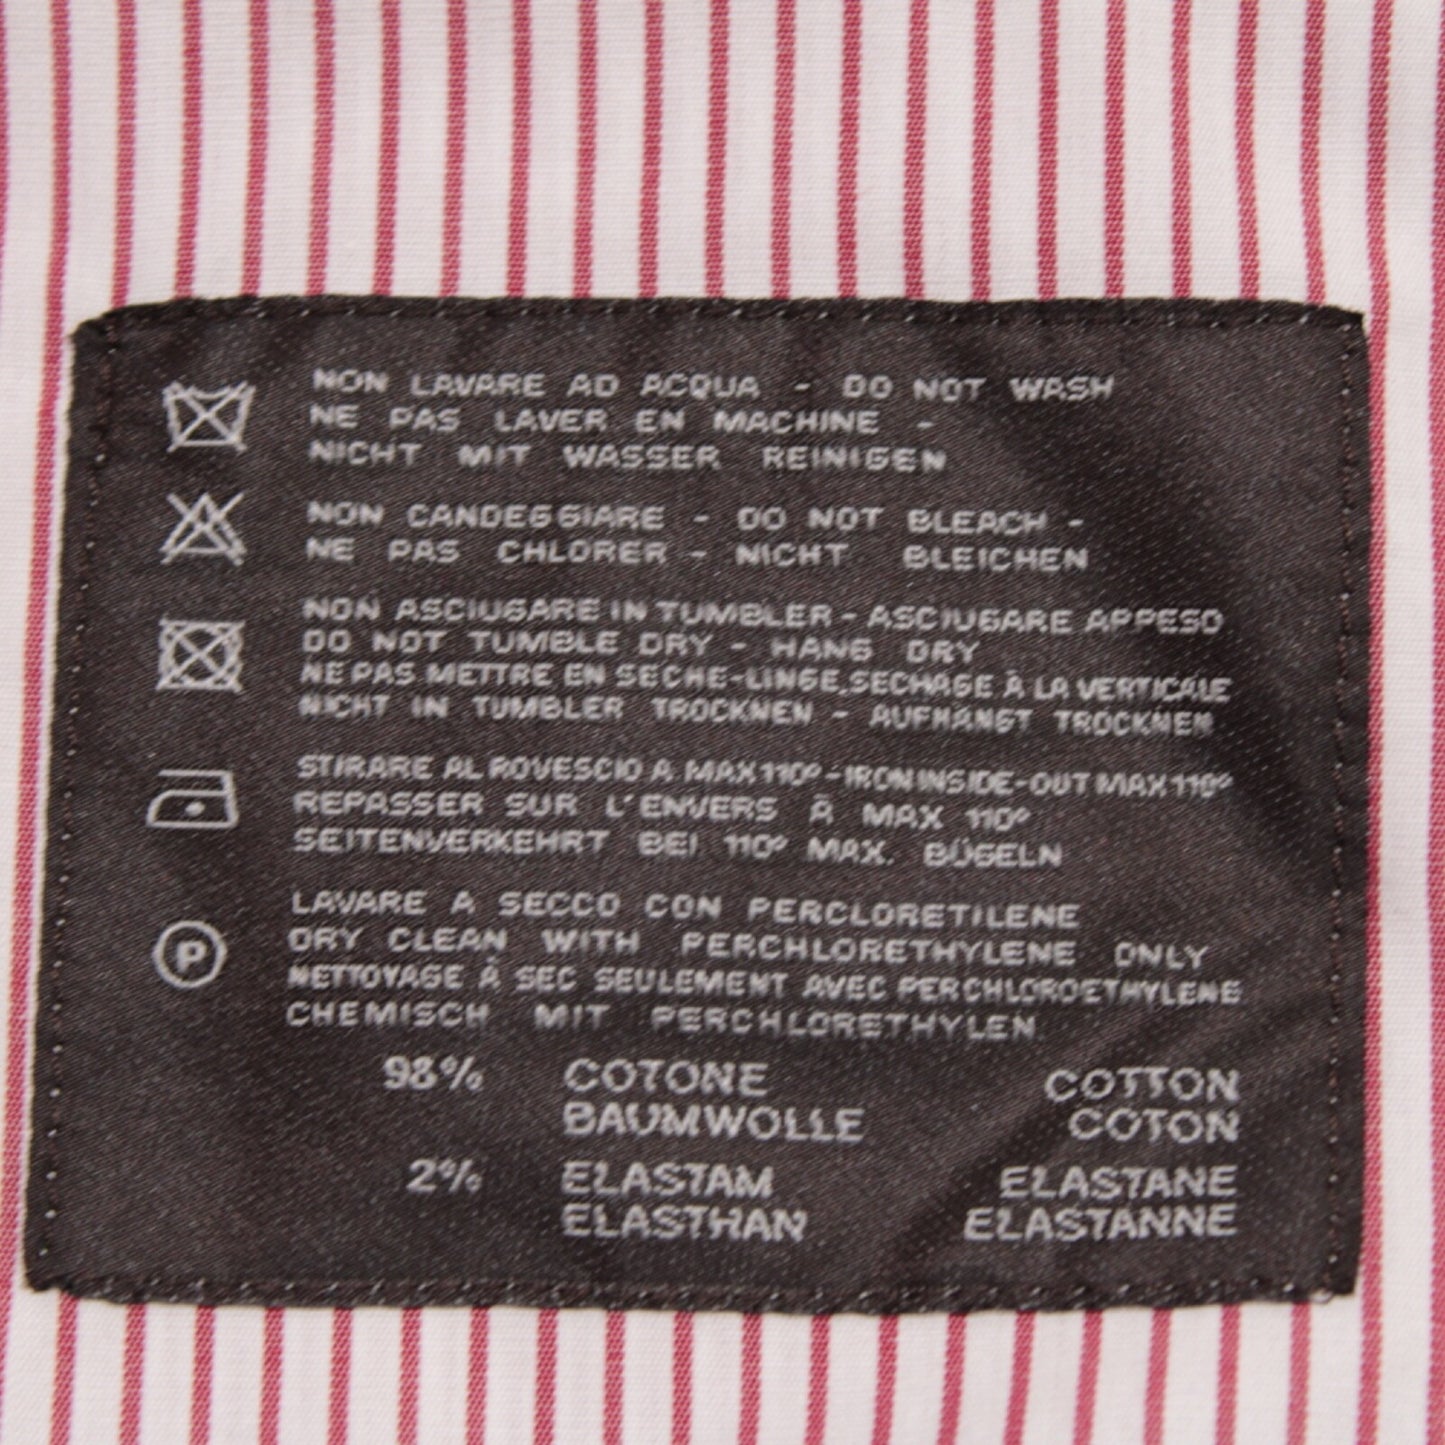 NON LAVARE AD ACQUA - DO NOT WASH
NE PAS LAVER EN MACHINE -
NICHT MIT WASSER REINIGEN
NON CANDEGGIARE - DO NOT BLEACH -
NE PAS CHLORER - NICHT BLEICHEN
NON ASCIUGARE IN TUMBLER - ASCIUGARE APPESO
DO NOT TUMBLE DRY - HANG DRY
NE PAS METTRE EN SECHE-LINGE, SECHAGE À LA VERTICALE
NICHT IN TUMBLER TROCKNEN - AUFHÄNGT TROCKNEN
STIRARE AL ROVESCIO A MAX 110° - IRON INSIDE-OUT MAX 110°
REPASSER SUR L'ENVERS À MAX 110°
SEITENVERKEHRT BEI 110° MAX. BÜGELN
P
LAVARE A SECCO CON PERCLORETILENE
DRY CLEAN WITH PERCHLORETHYLENE ONLY
NETTOYAGE À SEC SEULEMENT AVEC PERCHLOROETHYLENE
CHEMISCH MIT PERCHLORETHYLEN
98% COTONE COTTON
BAUMWOLLE COTON
2% ELASTAM ELASTANE
ELASTHAN ELASTANNE